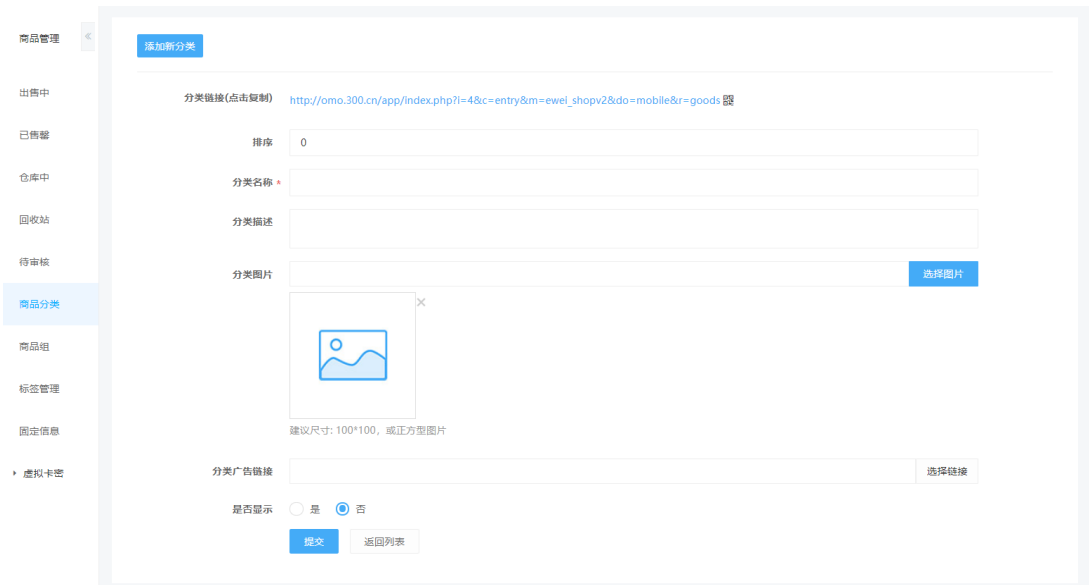 商品管理
«
出售中
已售罄
仓库中
回收站
待审核
商品分类
商品组
标签管理
固定信息
虚拟卡密
添加新分类
分类链接(点击复制) http://omo.300.cn/app/index.php?i=4&c=entry&m=ewei_shopv2&do=mobile&r=goods
排序 0
分类名称 *
分类描述
分类图片 选择图片
×
建议尺寸: 100*100，或正方型图片
分类广告链接 选择链接
是否显示 是 否
提交 返回列表